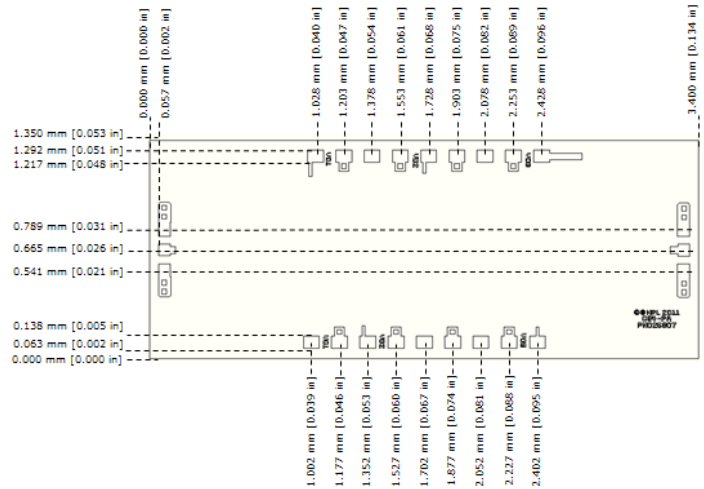 0.000 mm [0.000 in]
0.057 mm [0.002 in]
1.028 mm [0.040 in]
1.203 mm [0.047 in]
1.378 mm [0.054 in]
1.553 mm [0.061 in]
1.728 mm [0.068 in]
1.903 mm [0.075 in]
2.078 mm [0.082 in]
2.253 mm [0.089 in]
2.428 mm [0.096 in]
3.400 mm [0.134 in]
1.350 mm [0.053 in]
1.292 mm [0.051 in]
1.217 mm [0.048 in]
0.789 mm [0.031 in]
0.665 mm [0.026 in]
0.541 mm [0.021 in]
0.138 mm [0.005 in]
0.063 mm [0.002 in]
0.000 mm [0.000 in]
1.002 mm [0.039 in]
1.177 mm [0.046 in]
1.352 mm [0.053 in]
1.527 mm [0.060 in]
1.702 mm [0.067 in]
1.877 mm [0.074 in]
2.052 mm [0.081 in]
2.227 mm [0.088 in]
2.402 mm [0.095 in]